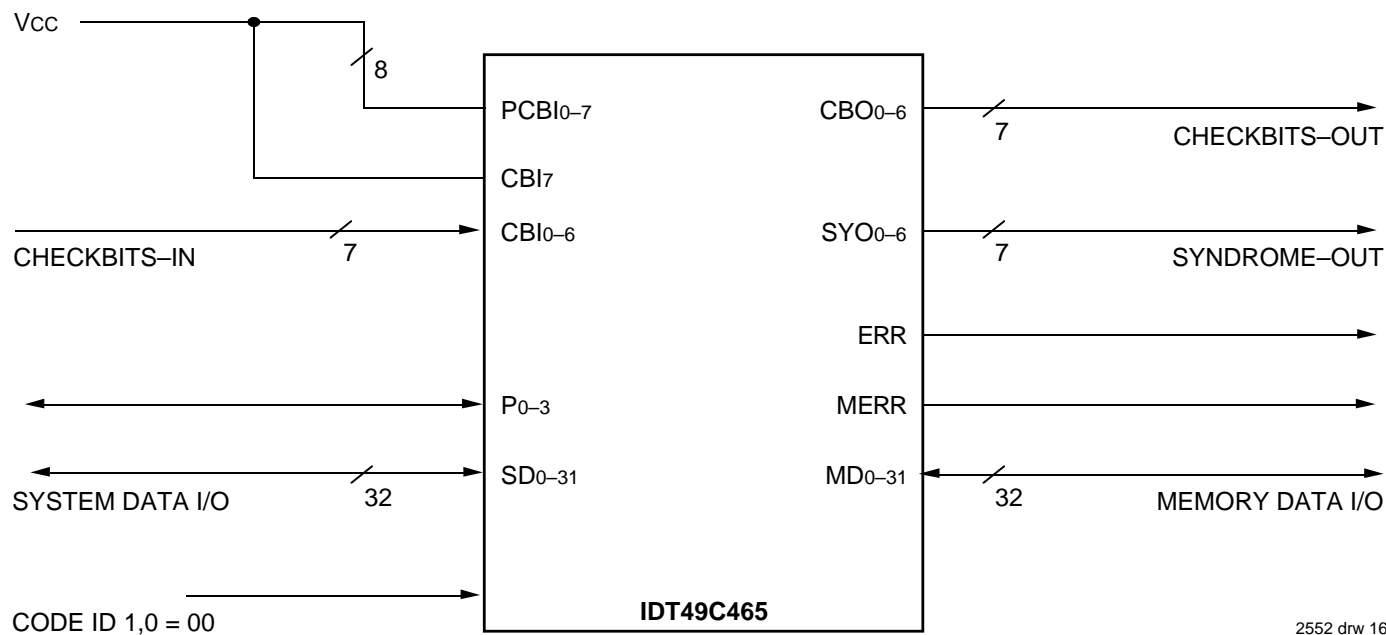 VCC
8
PCBI0–7
CBO0–6
7
CHECKBITS–OUT
CBI7
CBI0–6
7
CHECKBITS–IN
SYO0–6
7
SYNDROME–OUT
ERR
P0–3
MERR
SD0–31
32
SYSTEM DATA I/O
MD0–31
32
MEMORY DATA I/O
CODE ID 1,0 = 00
IDT49C465
2552 drw 16